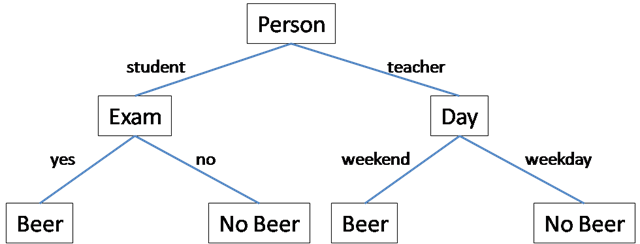 Person
student
teacher
Exam
Day
yes
no
weekend
weekday
Beer
No Beer
Beer
No Beer